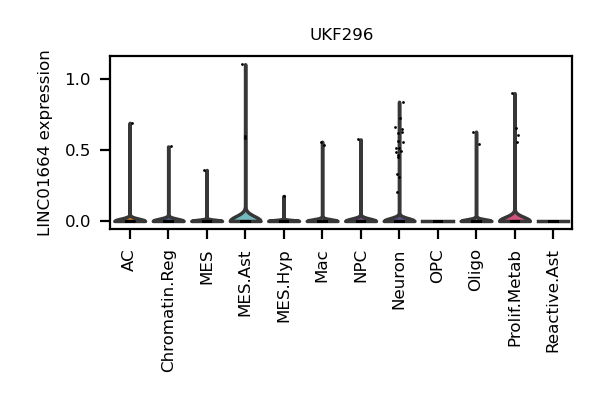 UKF296
LINC01664 expression
1.0
0.5
0.0
AC
Chromatin.Reg
MES
MES.Ast
MES.Hyp
Mac
NPC
Neuron
OPC
Oligo
Prolif.Metab
Reactive.Ast